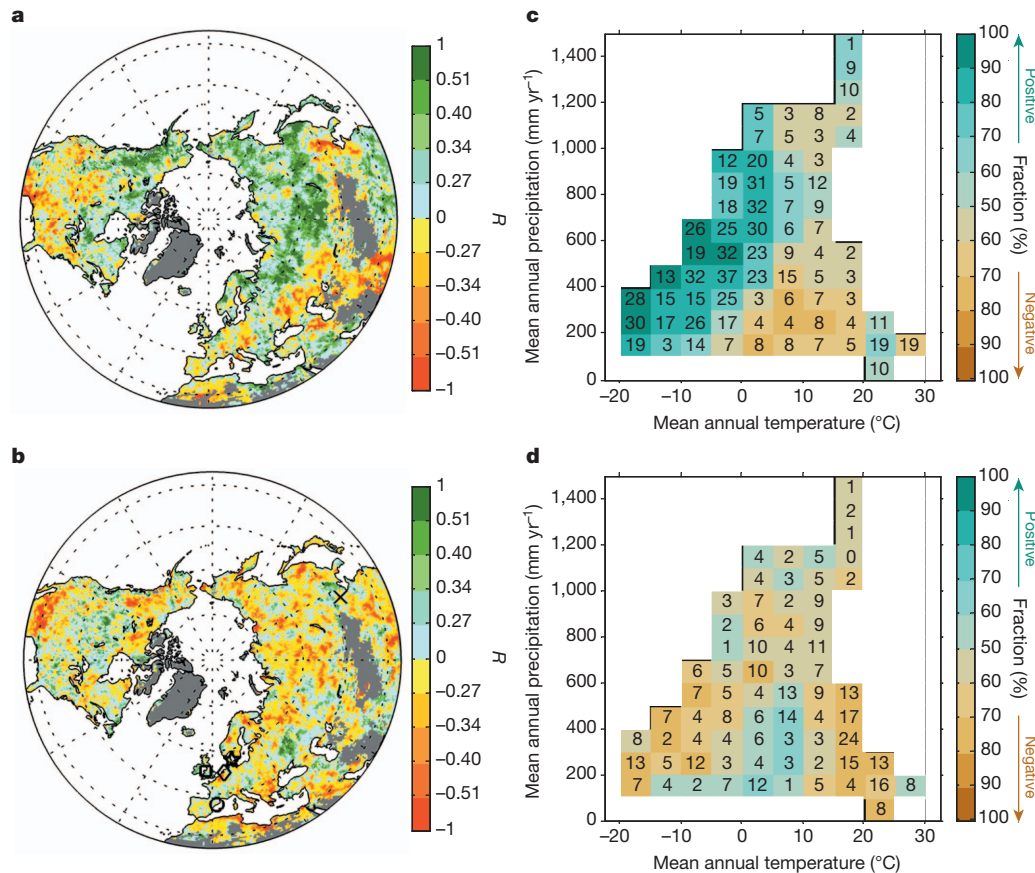 a
1
0.51
0.40
0.34
0.27
0
–0.27
–0.34
–0.40
–0.51
–1
R
c
Mean annual precipitation (mm yr⁻¹)
1,400
1,200
1,000
800
600
400
200
0
1
9
10
5 3 8 2
7 5 3 4
12 20 4 3
19 31 5 12
18 32 7 9
26 25 30 6 7
19 32 23 9 4 2
13 32 37 23 15 5 3
28 15 15 25 3 6 7 3
30 17 26 17 4 4 8 4 11
19 3 14 7 8 8 7 5 19 19
10
–20 –10 0 10 20 30
Mean annual temperature (°C)
100
90
80
70
60
50
60
70
80
90
100
Positive
Fraction (%)
Negative
b
1
0.51
0.40
0.34
0.27
0
–0.27
–0.34
–0.40
–0.51
–1
R
d
Mean annual precipitation (mm yr⁻¹)
1,400
1,200
1,000
800
600
400
200
0
1
2
1
4 2 5 0
4 3 5 2
3 7 2 9
2 6 4 9
1 10 4 11
6 5 10 3 7
7 5 4 13 9 13
7 4 8 6 14 4 17
8 2 4 4 6 3 3 24
13 5 12 3 4 3 2 15 13
7 4 2 7 12 1 5 4 16 8
8
–20 –10 0 10 20 30
Mean annual temperature (°C)
100
90
80
70
60
50
60
70
80
90
100
Positive
Fraction (%)
Negative